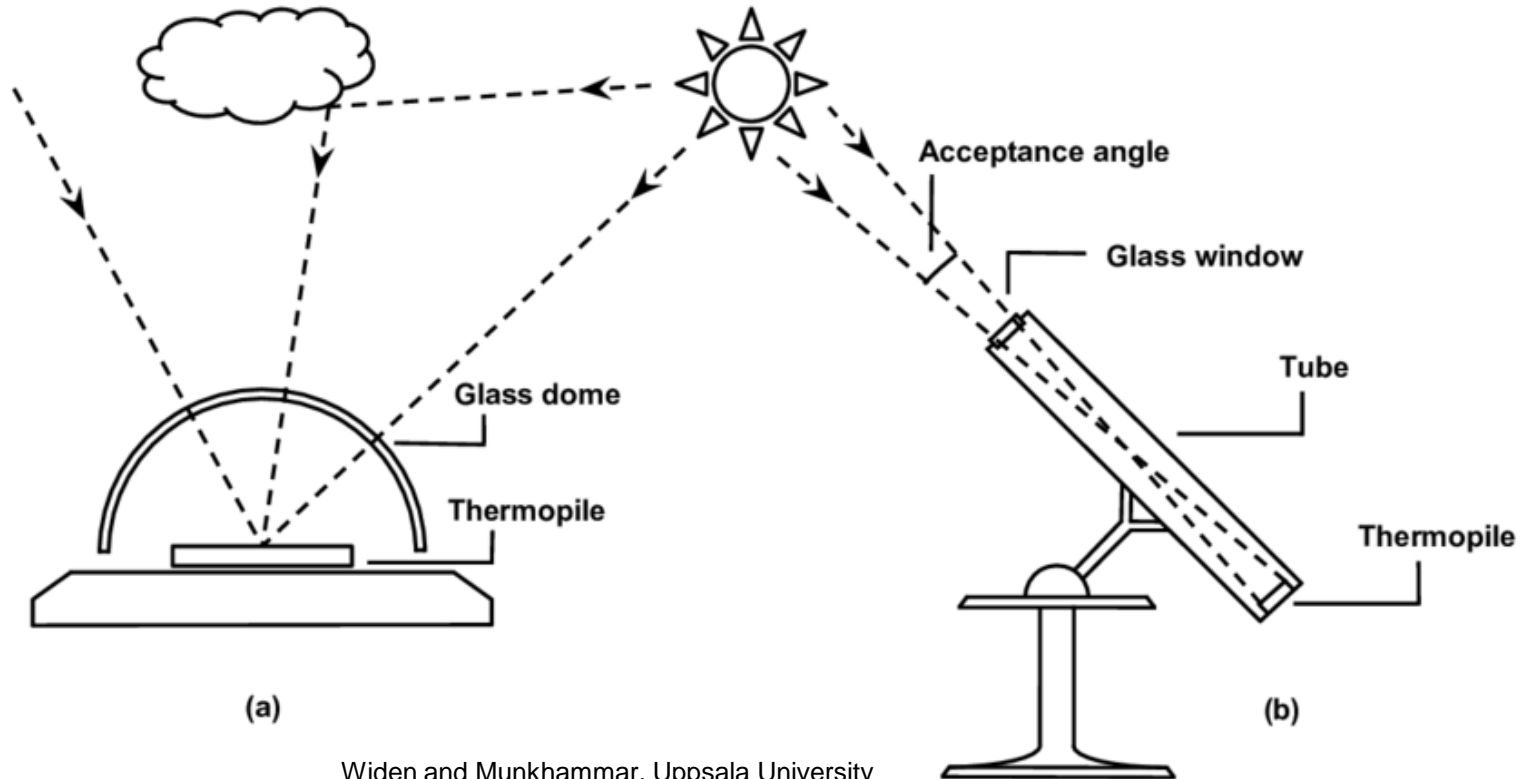 Acceptance angle
Glass window
Tube
Glass dome
Thermopile
Thermopile
(a)
(b)
Widen and Munkhammar, Uppsala University